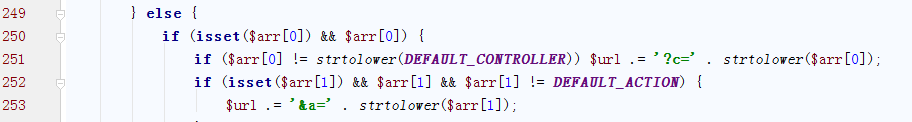 249 } else {
250 if (isset($arr[0]) && $arr[0]) {
251 if ($arr[0] != strtolower(DEFAULT_CONTROLLER)) $url .= '?c=' . strtolower($arr[0]);
252 if (isset($arr[1]) && $arr[1] && $arr[1] != DEFAULT_ACTION) {
253 $url .= '&a=' . strtolower($arr[1]);